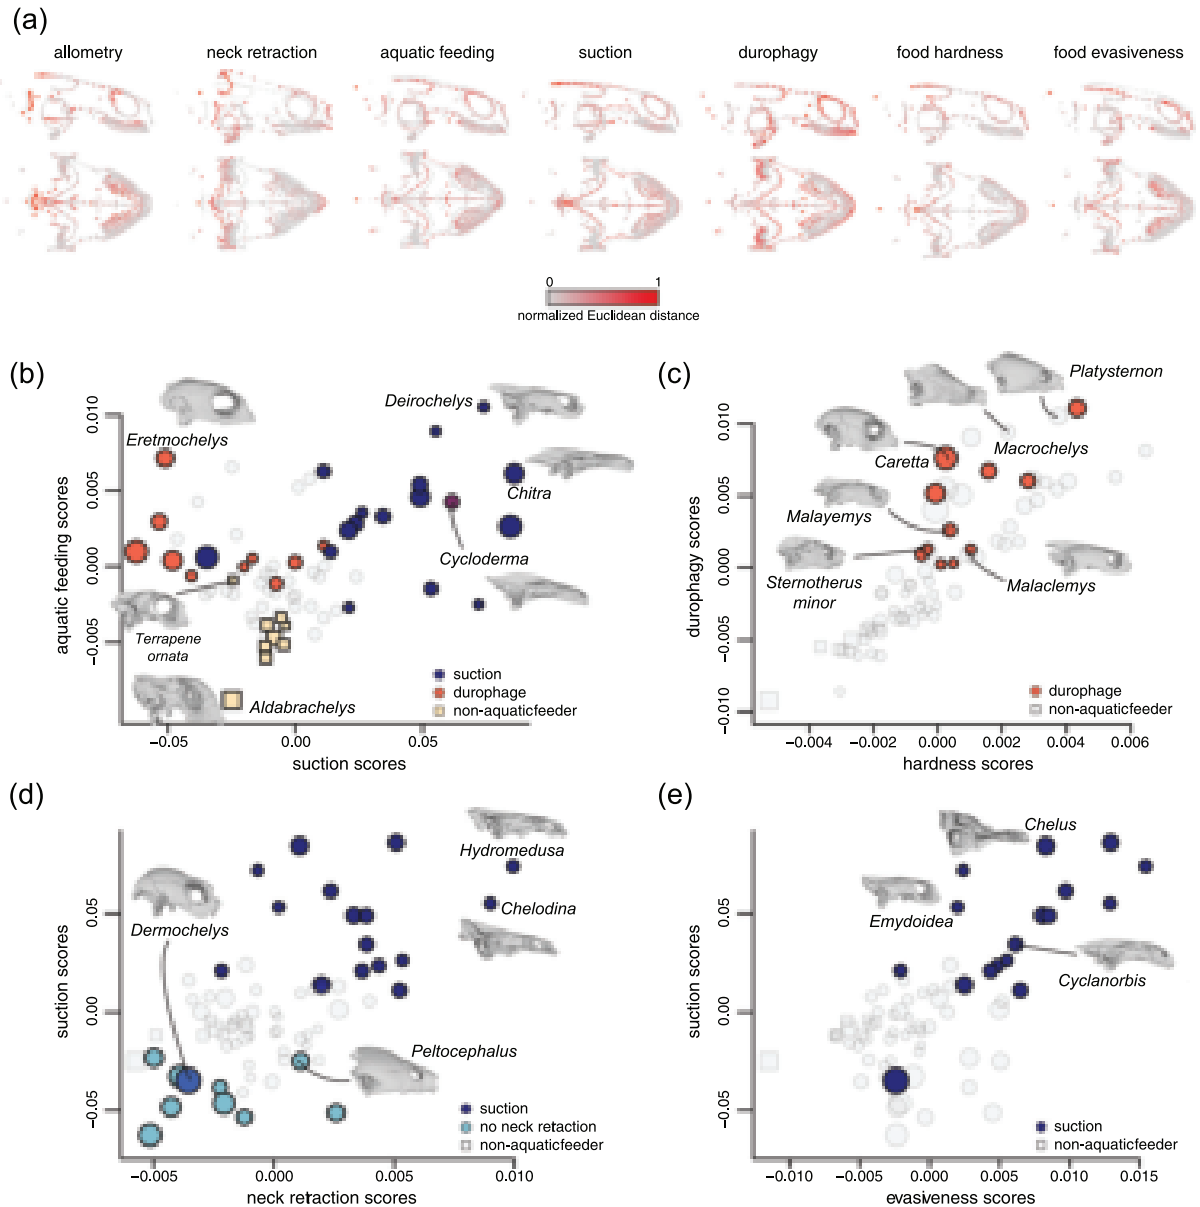 (a)
allometry neck retraction aquatic feeding suction durophagy food hardness food evasiveness
0 1
normalized Euclidean distance
(b)
Eretmochelys
Deirochelys
Chitra
Cycloderma
Terrapene
ornata
Aldabrachelys
suction
durophage
non-aquaticfeeder
aquatic feeding scores
0.010
0.005
0.000
−0.005
−0.05 0.00 0.05
suction scores
(c)
Platysternon
Macrochelys
Caretta
Malayemys
Sternotherus
minor
Malaclemys
durophage
non-aquaticfeeder
durophagy scores
0.010
0.005
0.000
−0.005
−0.010
−0.004 −0.002 0.000 0.002 0.004 0.006
hardness scores
(d)
Hydromedusa
Chelodina
Dermochelys
Peltocephalus
suction
no neck retaction
non-aquaticfeeder
suction scores
0.05
0.00
−0.05
−0.005 0.000 0.005 0.010
neck retraction scores
(e)
Chelus
Emydoidea
Cyclanorbis
suction
non-aquaticfeeder
suction scores
0.05
0.00
−0.05
−0.010 −0.005 0.000 0.005 0.010 0.015
evasiveness scores